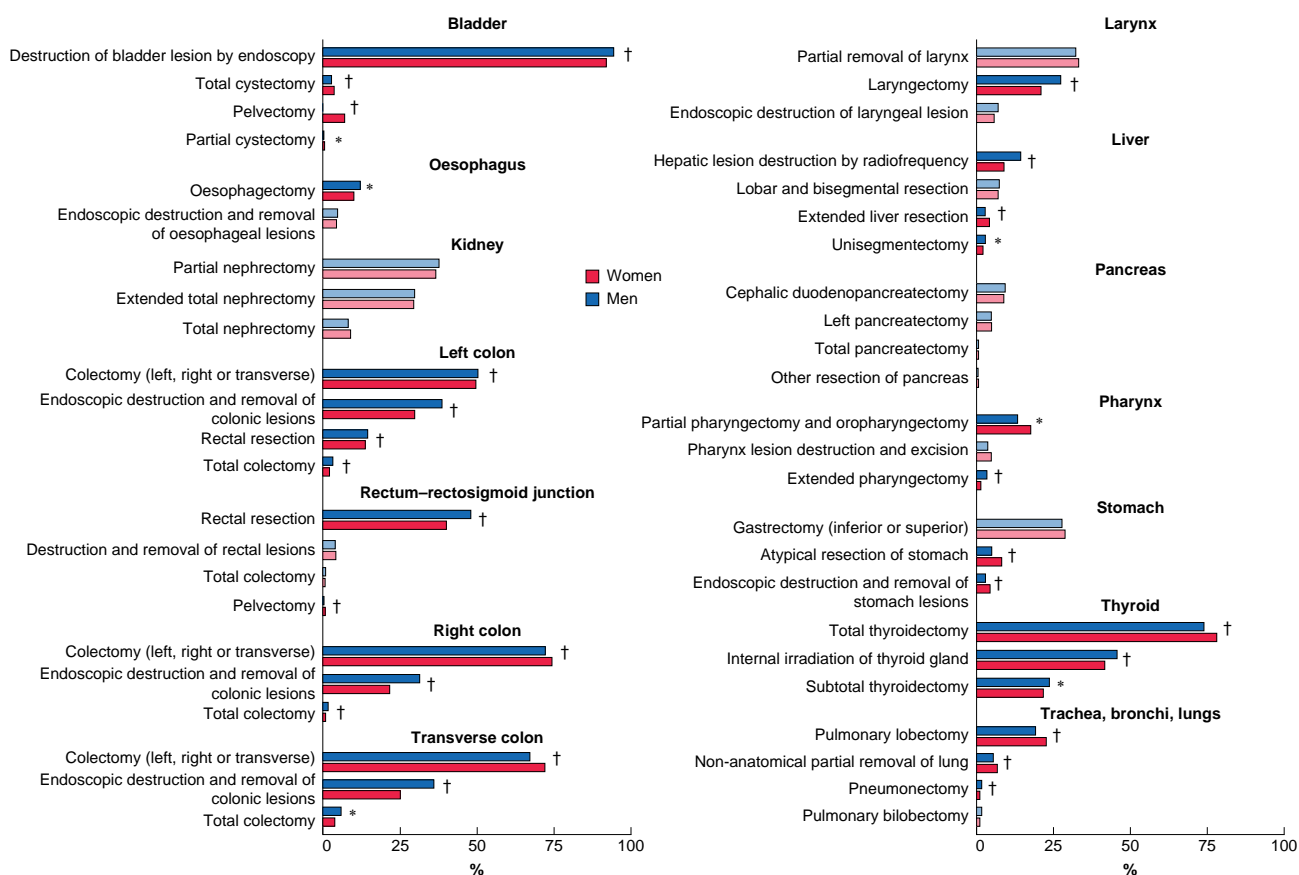 Bladder
Destruction of bladder lesion by endoscopy †
Total cystectomy †
Pelvectomy †
Partial cystectomy *
Oesophagus
Oesophagectomy *
Endoscopic destruction and removal
of oesophageal lesions
Kidney
Partial nephrectomy
Extended total nephrectomy
Total nephrectomy
Left colon
Colectomy (left, right or transverse) †
Endoscopic destruction and removal of
colonic lesions †
Rectal resection †
Total colectomy †
Rectum–rectosigmoid junction
Rectal resection †
Destruction and removal of rectal lesions
Total colectomy
Pelvectomy †
Right colon
Colectomy (left, right or transverse) †
Endoscopic destruction and removal of
colonic lesions †
Total colectomy †
Transverse colon
Colectomy (left, right or transverse) †
Endoscopic destruction and removal of
colonic lesions †
Total colectomy *
0 25 50 75 100
%
Women
Men
Larynx
Partial removal of larynx
Laryngectomy †
Endoscopic destruction of laryngeal lesion
Liver
Hepatic lesion destruction by radiofrequency †
Lobar and bisegmental resection
Extended liver resection †
Unisegmentectomy *
Pancreas
Cephalic duodenopancreatectomy
Left pancreatectomy
Total pancreatectomy
Other resection of pancreas
Pharynx
Partial pharyngectomy and oropharyngectomy *
Pharynx lesion destruction and excision
Extended pharyngectomy †
Stomach
Gastrectomy (inferior or superior)
Atypical resection of stomach †
Endoscopic destruction and removal of †
stomach lesions
Thyroid
Total thyroidectomy †
Internal irradiation of thyroid gland †
Subtotal thyroidectomy *
Trachea, bronchi, lungs
Pulmonary lobectomy †
Non-anatomical partial removal of lung †
Pneumonectomy †
Pulmonary bilobectomy
0 25 50 75 100
%